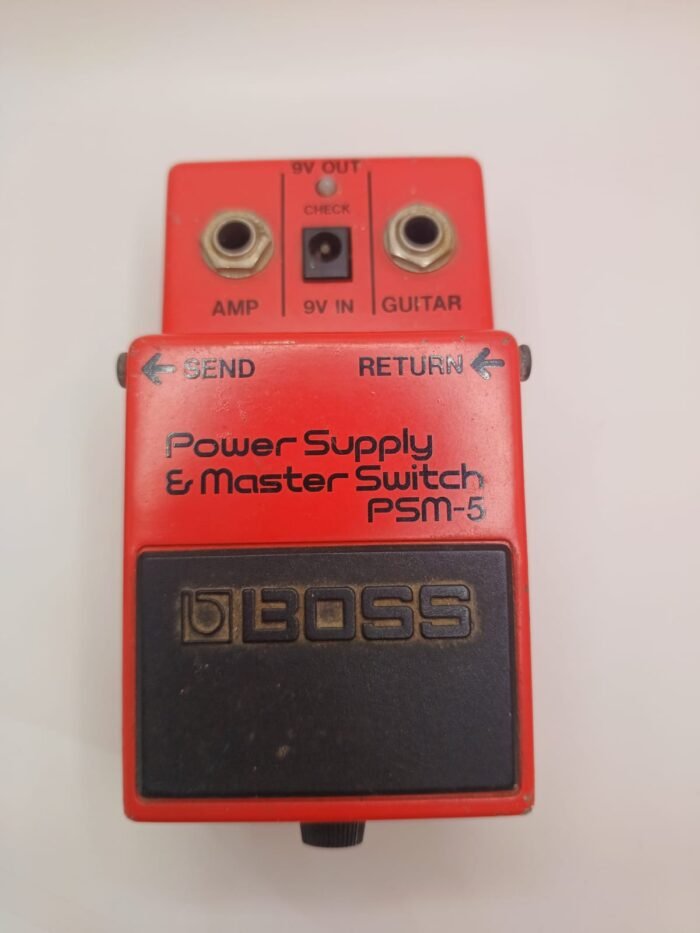 9V OUT
CHECK
AMP
9V IN
GUITAR
← SEND
RETURN ←
Power Supply
& Master Switch
PSM-5
BOSS